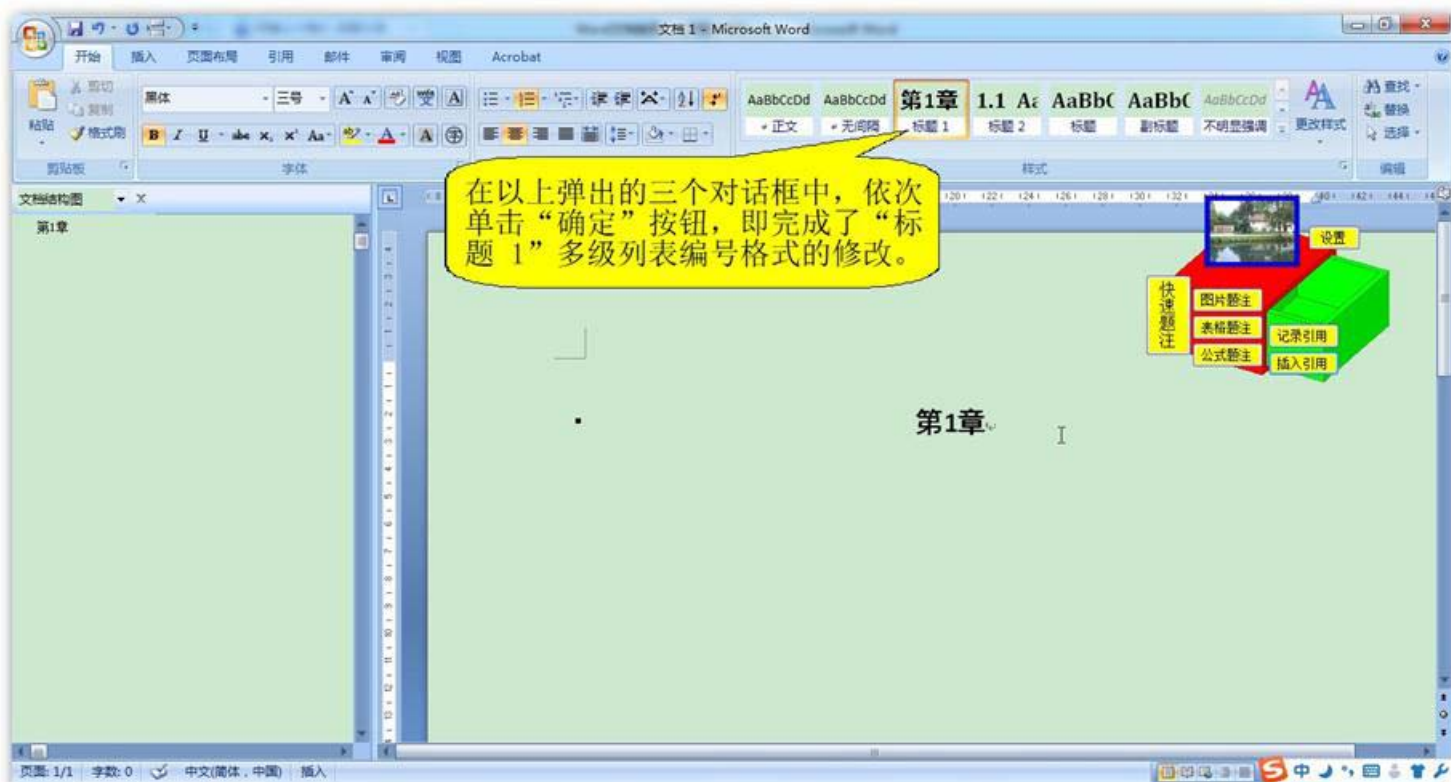 文档 1 - Microsoft Word
开始 插入 页面布局 引用 邮件 审阅 视图 Acrobat
剪切
复制
粘贴 格式刷
黑体 三号
B I U abc x₂ x² Aa
AaBbCcDd AaBbCcDd 第1章 1.1 Aa AaBb( AaBb( AaBbCcDd
正文 无间隔 标题 1 标题 2 标题 副标题 不明显强调
更改样式
查找
替换
选择
剪贴板 字体 样式 编辑
在以上弹出的三个对话框中，依次
单击“确定”按钮，即完成了“标
题 1”多级列表编号格式的修改。
文档结构图
第1章
设置
快速题注
图片题注
表格题注
公式题注
记录引用
插入引用
第1章
页面: 1/1 字数: 0 中文(简体，中国) 插入
中